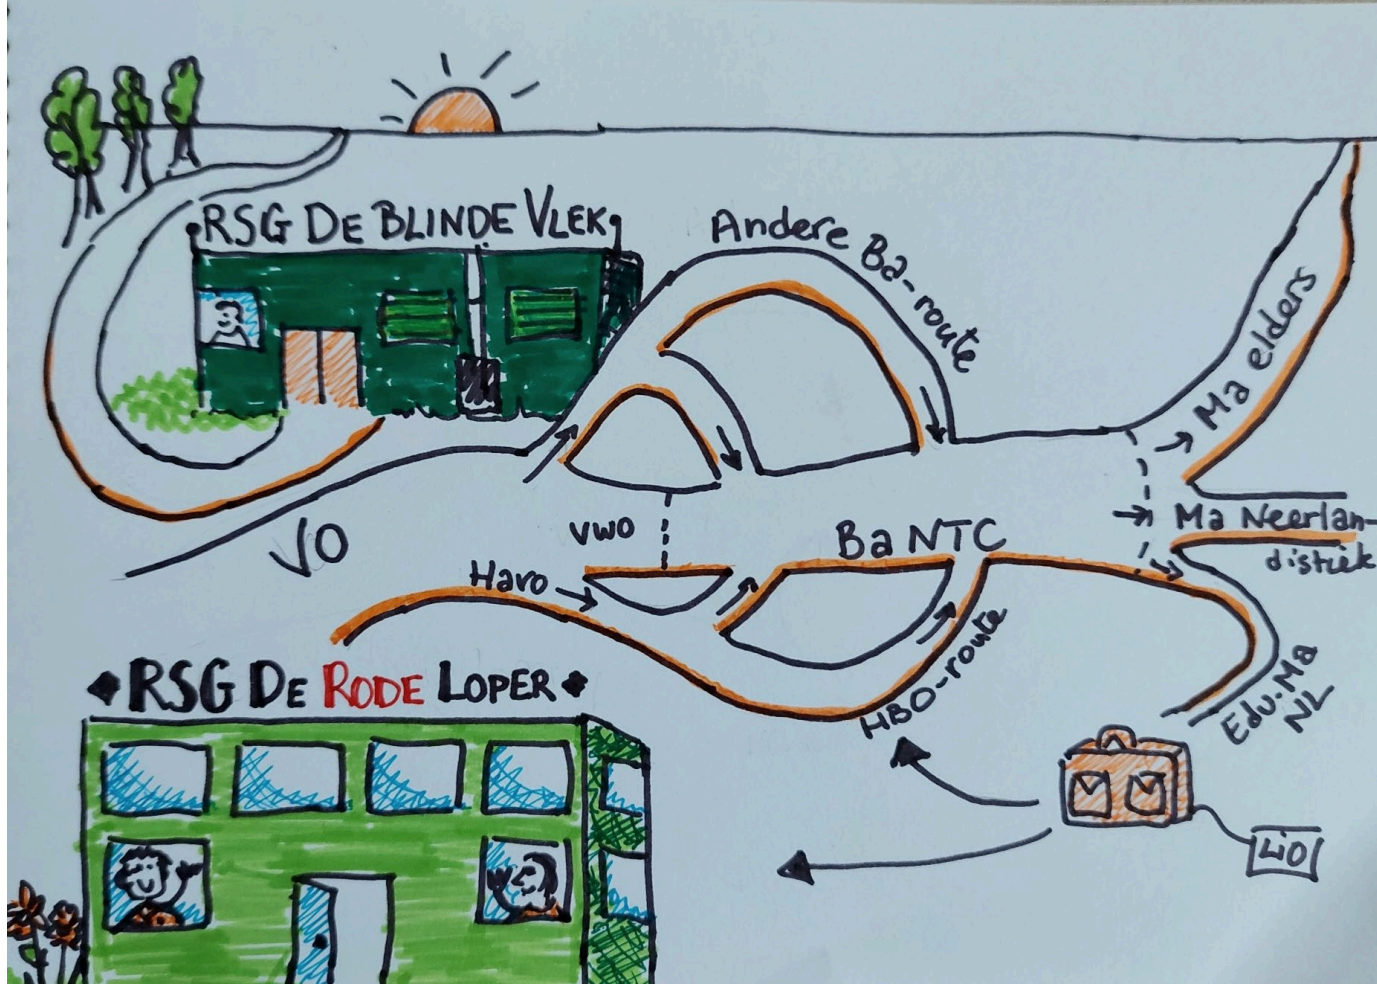 RSG DE BLINDE VLEK
Andere Ba-route
Ma elders
Ma Neerlan-
distiek
VO
VWO
Ba NTC
Havo
HBO-route
Edu-Ma
NL
RSG DE RODE LOPER
LiO